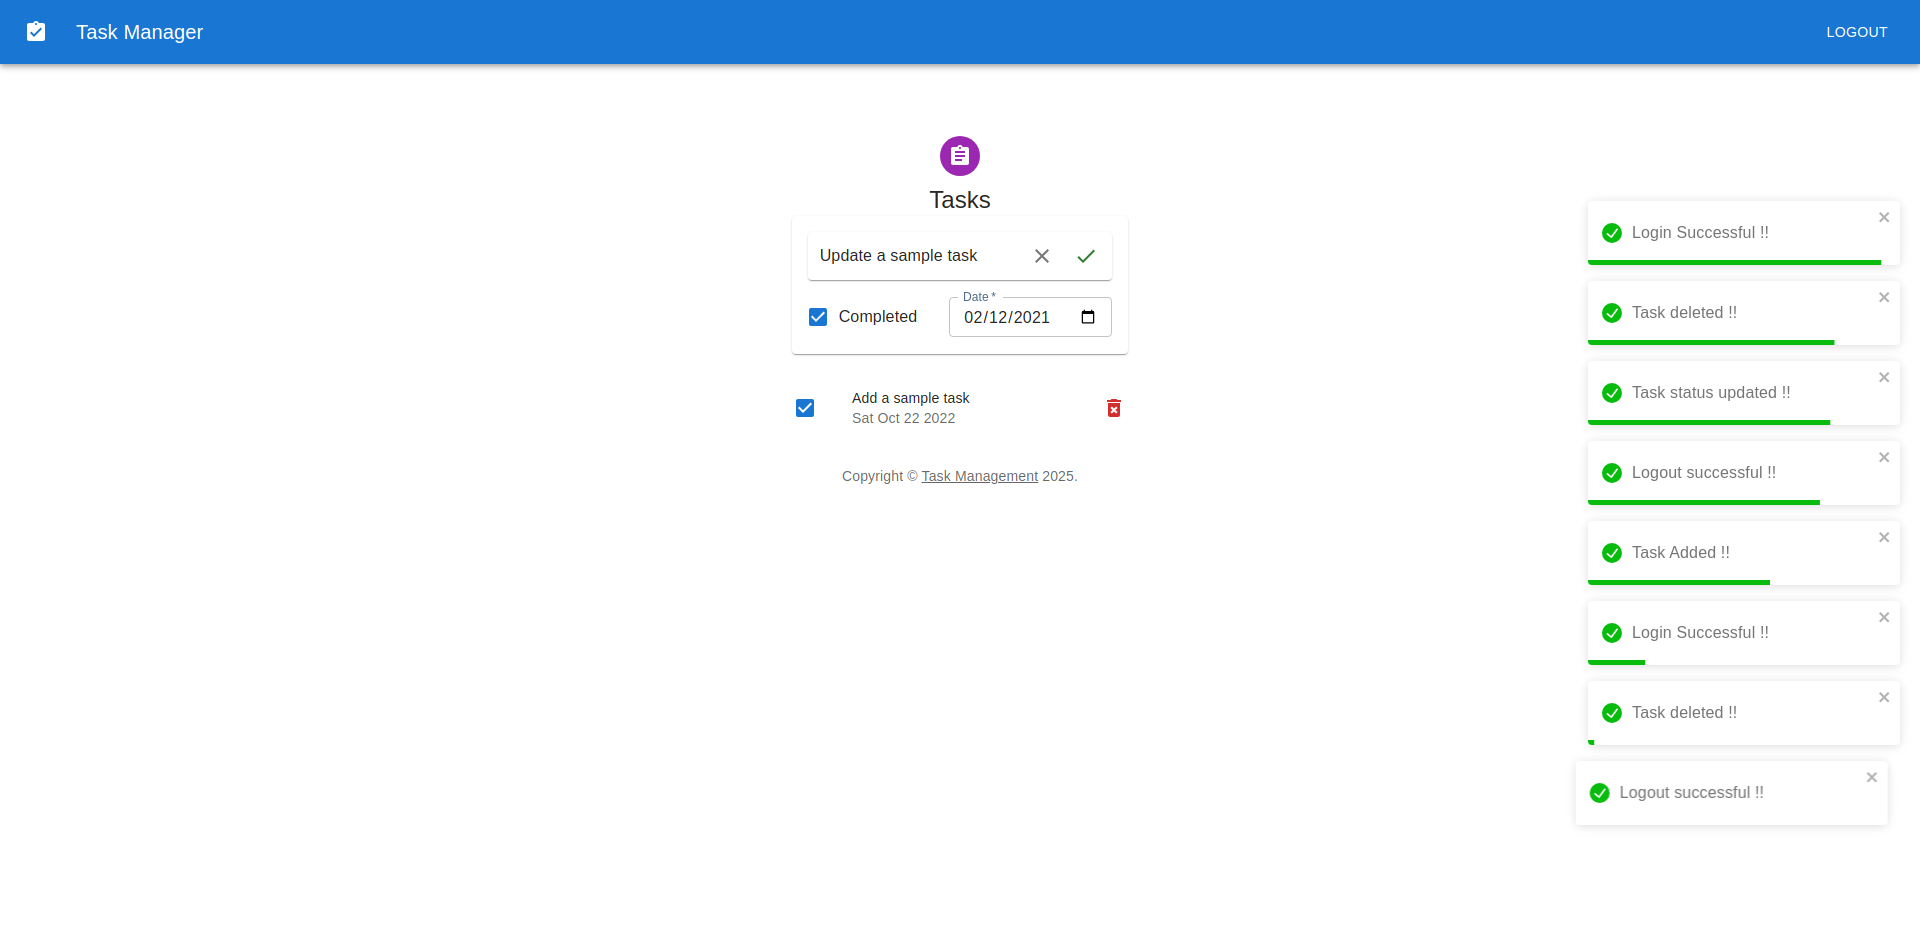 Task Manager
LOGOUT
Tasks
Update a sample task
Completed
Date *
02/12/2021
Add a sample task
Sat Oct 22 2022
Copyright © Task Management 2025.
Login Successful !!
Task deleted !!
Task status updated !!
Logout successful !!
Task Added !!
Login Successful !!
Task deleted !!
Logout successful !!